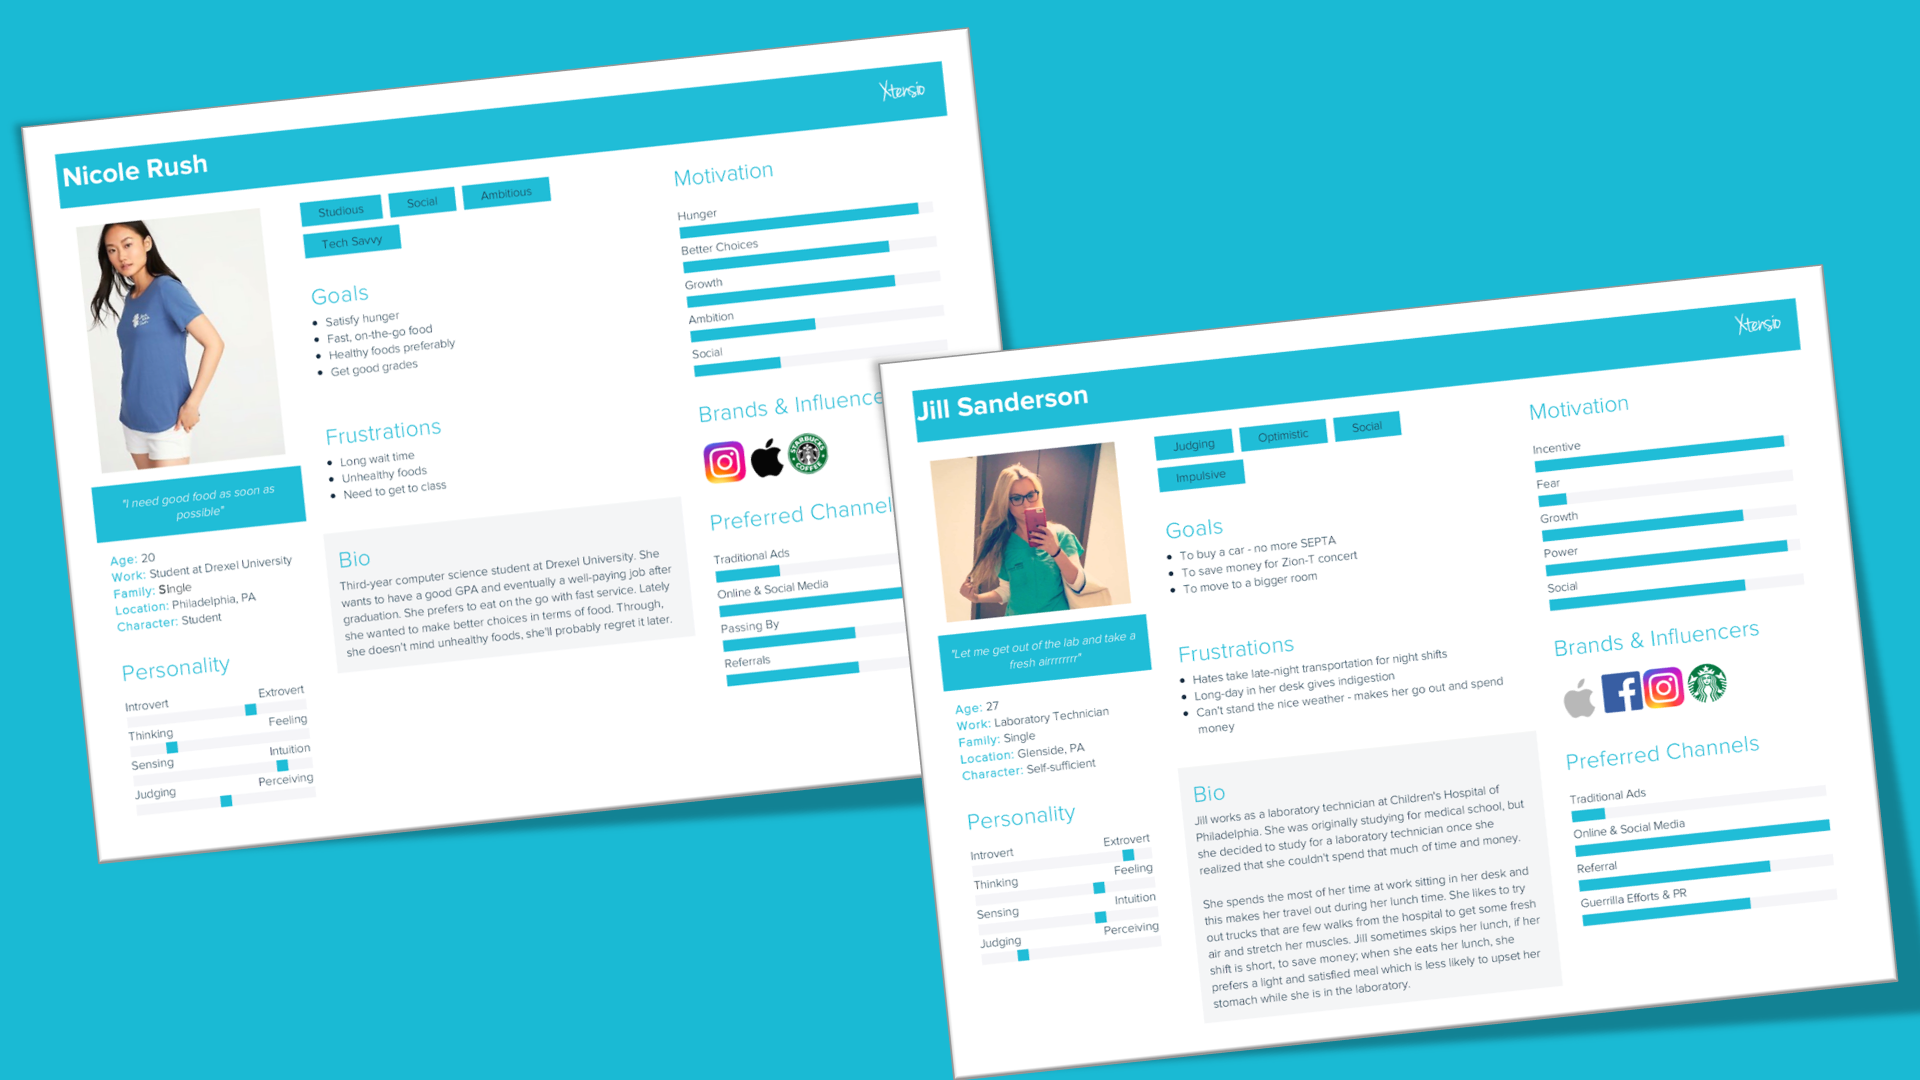 Xtensio
Nicole Rush
Studious
Social
Ambitious
Tech Savvy
"I need good food as soon as
possible"
Age: 20
Work: Student at Drexel University
Family: SIngle
Location: Philadelphia, PA
Character: Student
Personality
Introvert
Extrovert
Thinking
Feeling
Sensing
Intuition
Judging
Perceiving
Goals
Satisfy hunger
Fast, on-the-go food
Healthy foods preferably
Get good grades
Frustrations
Long wait time
Unhealthy foods
Need to get to class
Bio
Third-year computer science student at Drexel University. She
wants to have a good GPA and eventually a well-paying job after
graduation. She prefers to eat on the go with fast service. Lately
she wanted to make better choices in terms of food. Through,
she doesn't mind unhealthy foods, she'll probably regret it later.
Motivation
Hunger
Better Choices
Growth
Ambition
Social
Brands & Influence
STARBUCKS
COFFEE
Preferred Channel
Traditional Ads
Online & Social Media
Passing By
Referrals
Xtensio
Jill Sanderson
Judging
Optimistic
Social
Impulsive
"Let me get out of the lab and take a
fresh airrrrrrrr"
Age: 27
Work: Laboratory Technician
Family: Single
Location: Glenside, PA
Character: Self-sufficient
Personality
Introvert
Extrovert
Thinking
Feeling
Sensing
Intuition
Judging
Perceiving
Goals
To buy a car - no more SEPTA
To save money for Zion-T concert
To move to a bigger room
Frustrations
Hates take late-night transportation for night shifts
Long-day in her desk gives indigestion
Can't stand the nice weather - makes her go out and spend
money
Bio
Jill works as a laboratory technician at Children's Hospital of
Philadelphia. She was originally studying for medical school, but
she decided to study for a laboratory technician once she
realized that she couldn't spend that much of time and money.
She spends the most of her time at work sitting in her desk and
this makes her travel out during her lunch time. She likes to try
out trucks that are few walks from the hospital to get some fresh
air and stretch her muscles. Jill sometimes skips her lunch, if her
shift is short, to save money; when she eats her lunch, she
prefers a light and satisfied meal which is less likely to upset her
stomach while she is in the laboratory.
Motivation
Incentive
Fear
Growth
Power
Social
Brands & Influencers
Preferred Channels
Traditional Ads
Online & Social Media
Referral
Guerrilla Efforts & PR